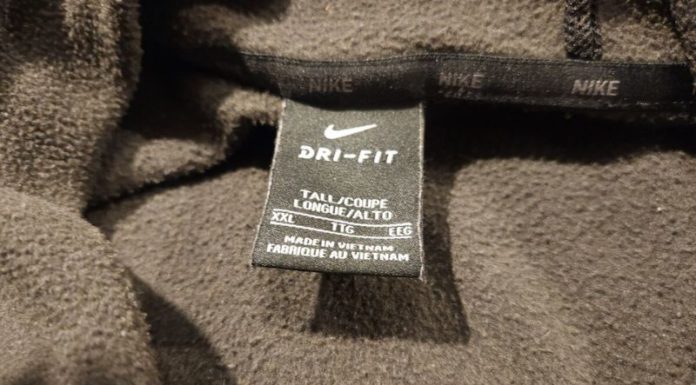 NIKE NIKE NIKE
DRI-FIT
TALL/COUPE
LONGUE/ALTO
XXL TTG EEG
MADE IN VIETNAM
FABRIQUE AU VIETNAM